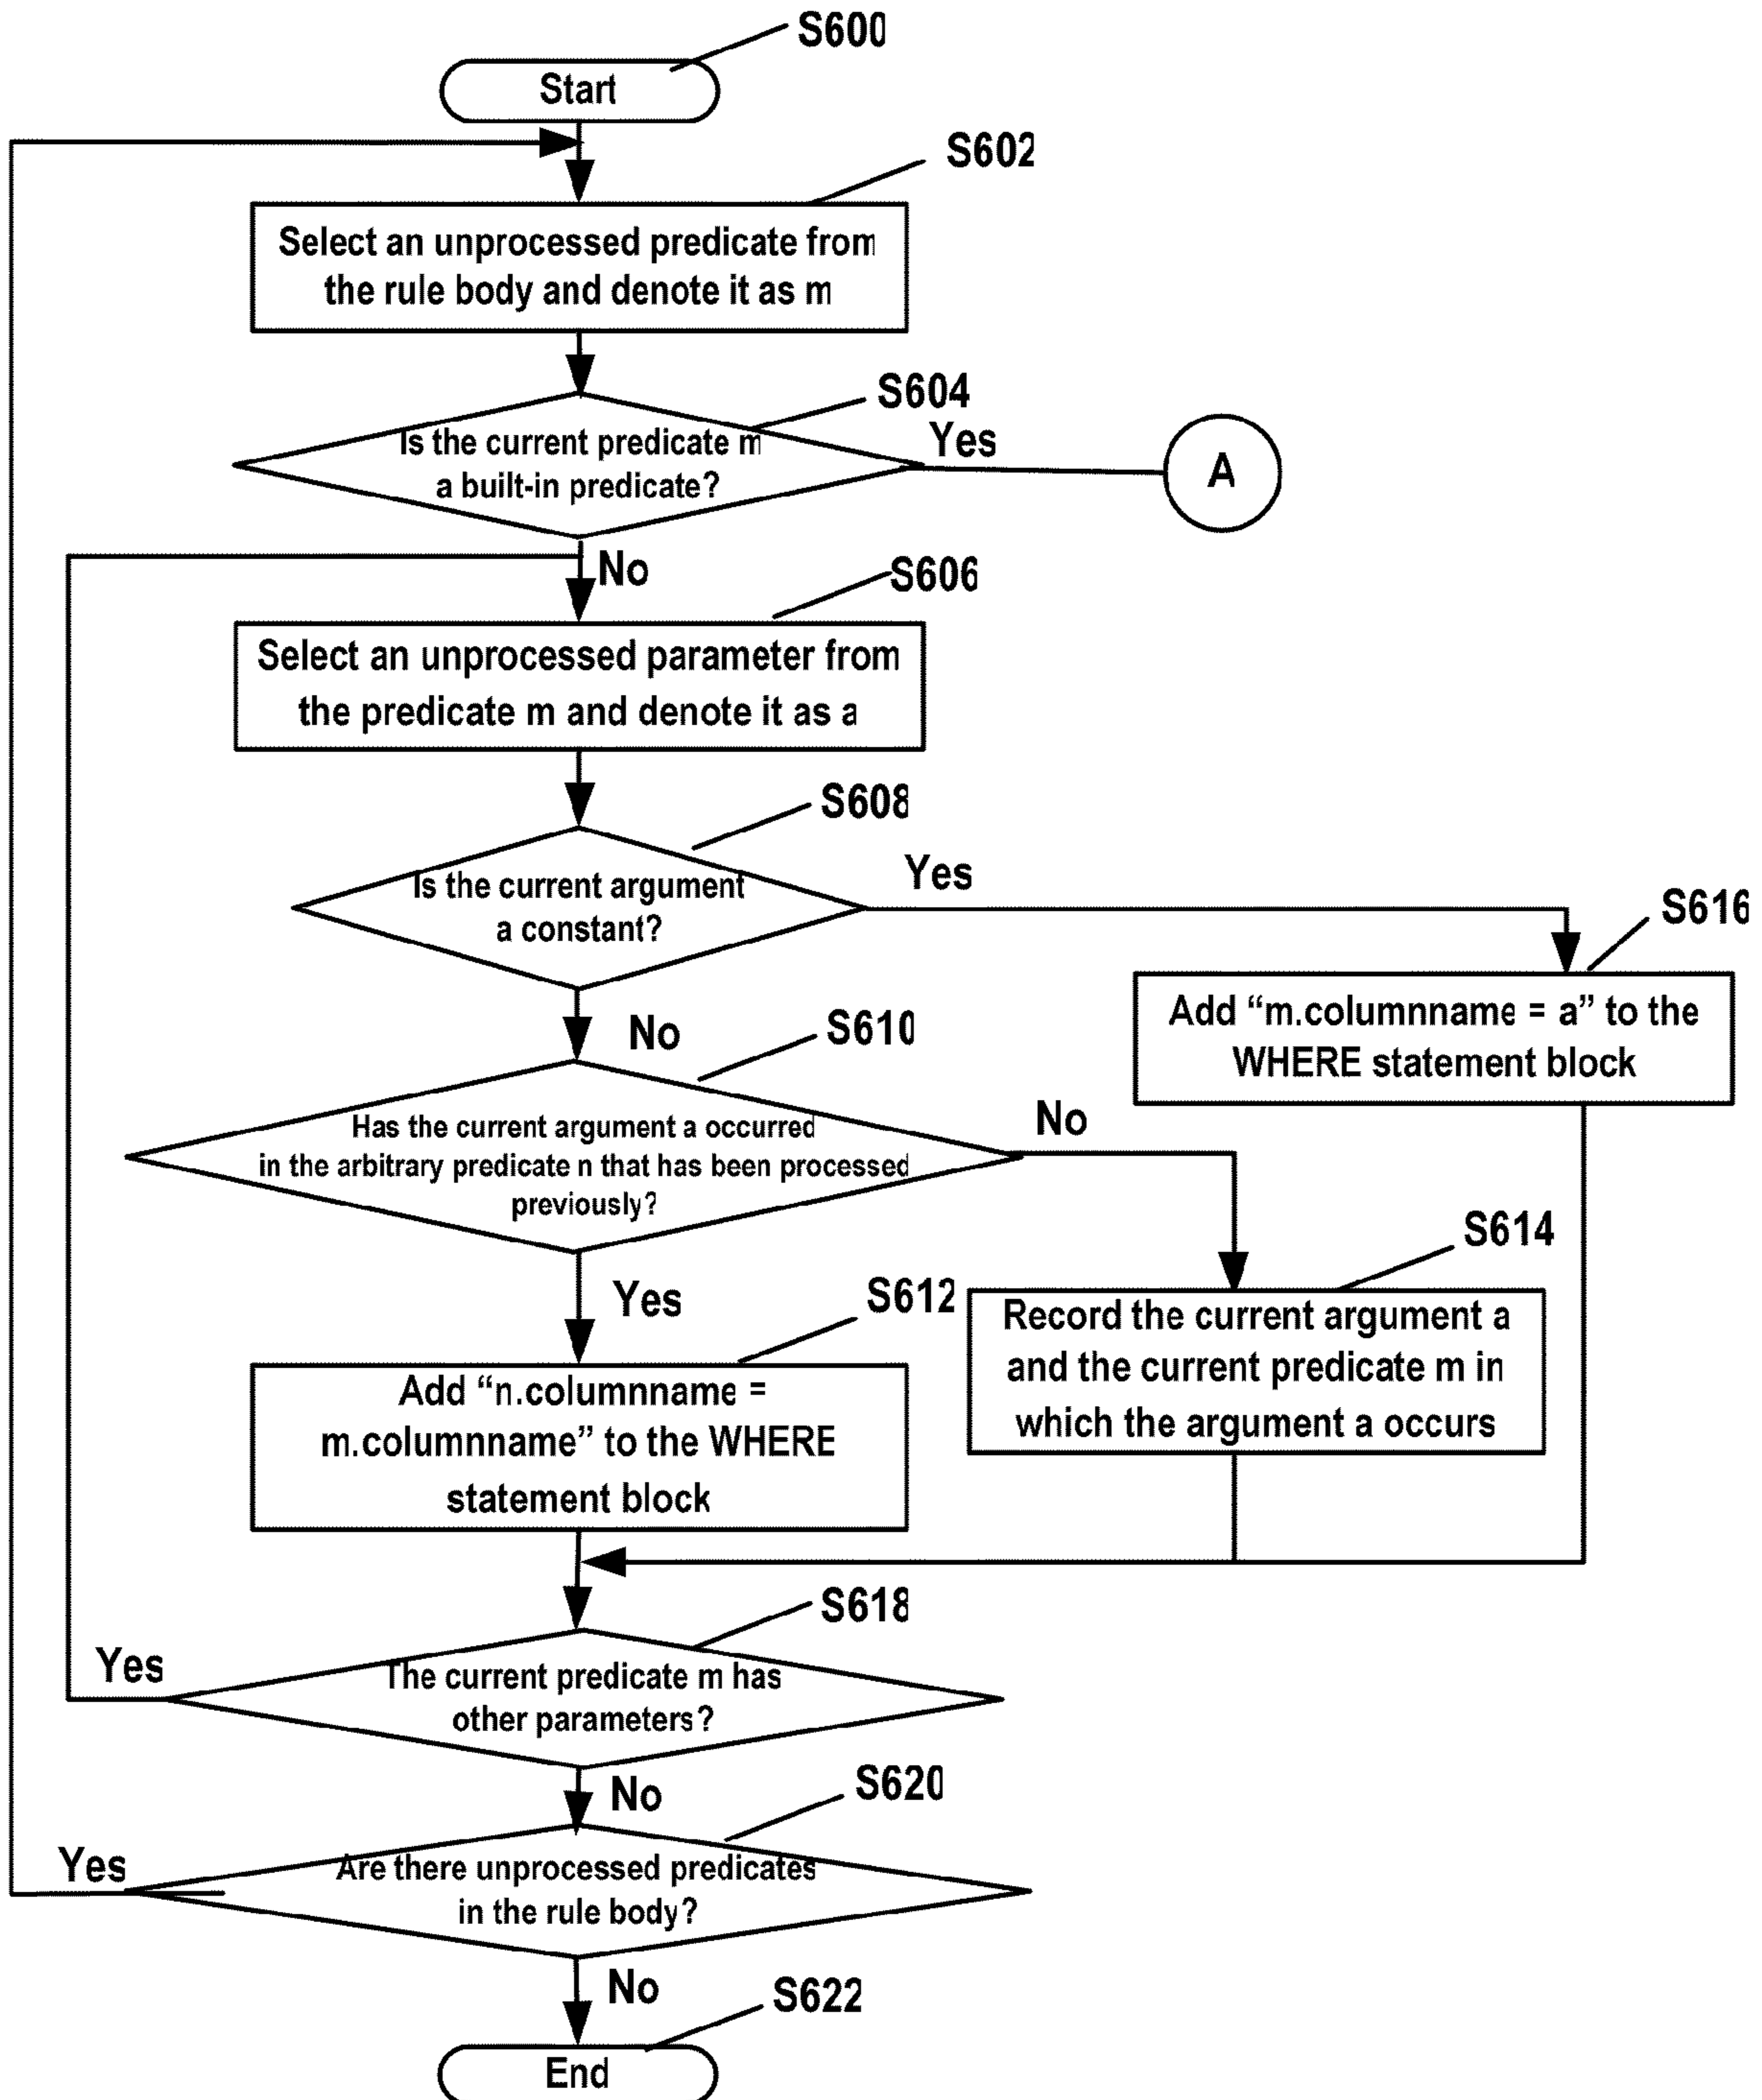 S600
Start
S602
Select an unprocessed predicate from
the rule body and denote it as m
S604
Is the current predicate m
a built-in predicate?
Yes
A
No
S606
Select an unprocessed parameter from
the predicate m and denote it as a
S608
Is the current argument
a constant?
Yes
S616
Add “m.columnname = a” to the
WHERE statement block
No
S610
Has the current argument a occurred
in the arbitrary predicate n that has been processed
previously?
No
S614
Record the current argument a
and the current predicate m in
which the argument a occurs
Yes
S612
Add “n.columnname =
m.columnname” to the WHERE
statement block
S618
The current predicate m has
other parameters?
Yes
No
S620
Are there unprocessed predicates
in the rule body?
Yes
No
S622
End